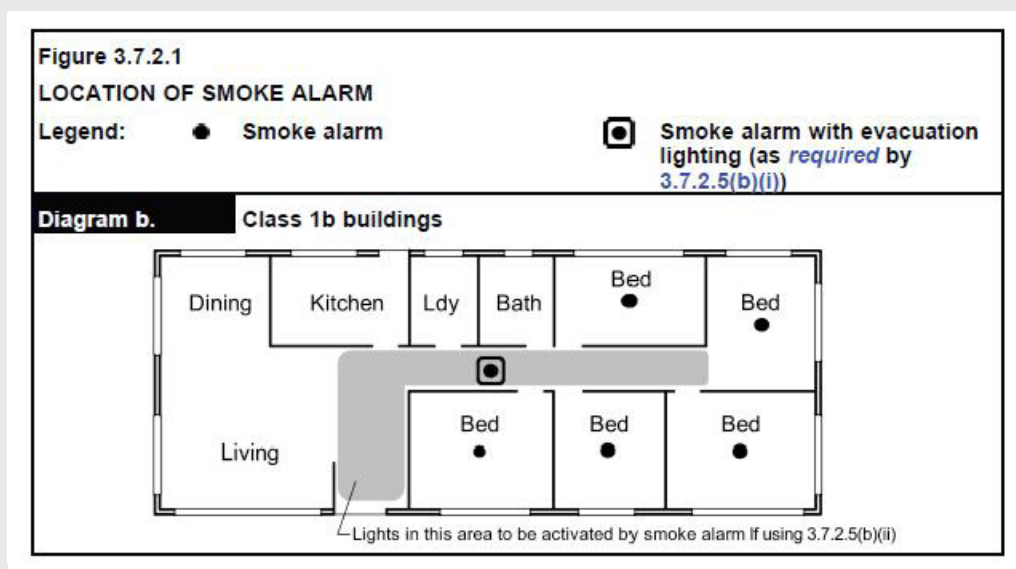 Figure 3.7.2.1
LOCATION OF SMOKE ALARM
Legend:
Smoke alarm
Smoke alarm with evacuation
lighting (as required by
3.7.2.5(b)(i))
Diagram b.
Class 1b buildings
Dining
Kitchen
Ldy
Bath
Bed
Bed
Living
Bed
Bed
Bed
Lights in this area to be activated by smoke alarm If using 3.7.2.5(b)(ii)